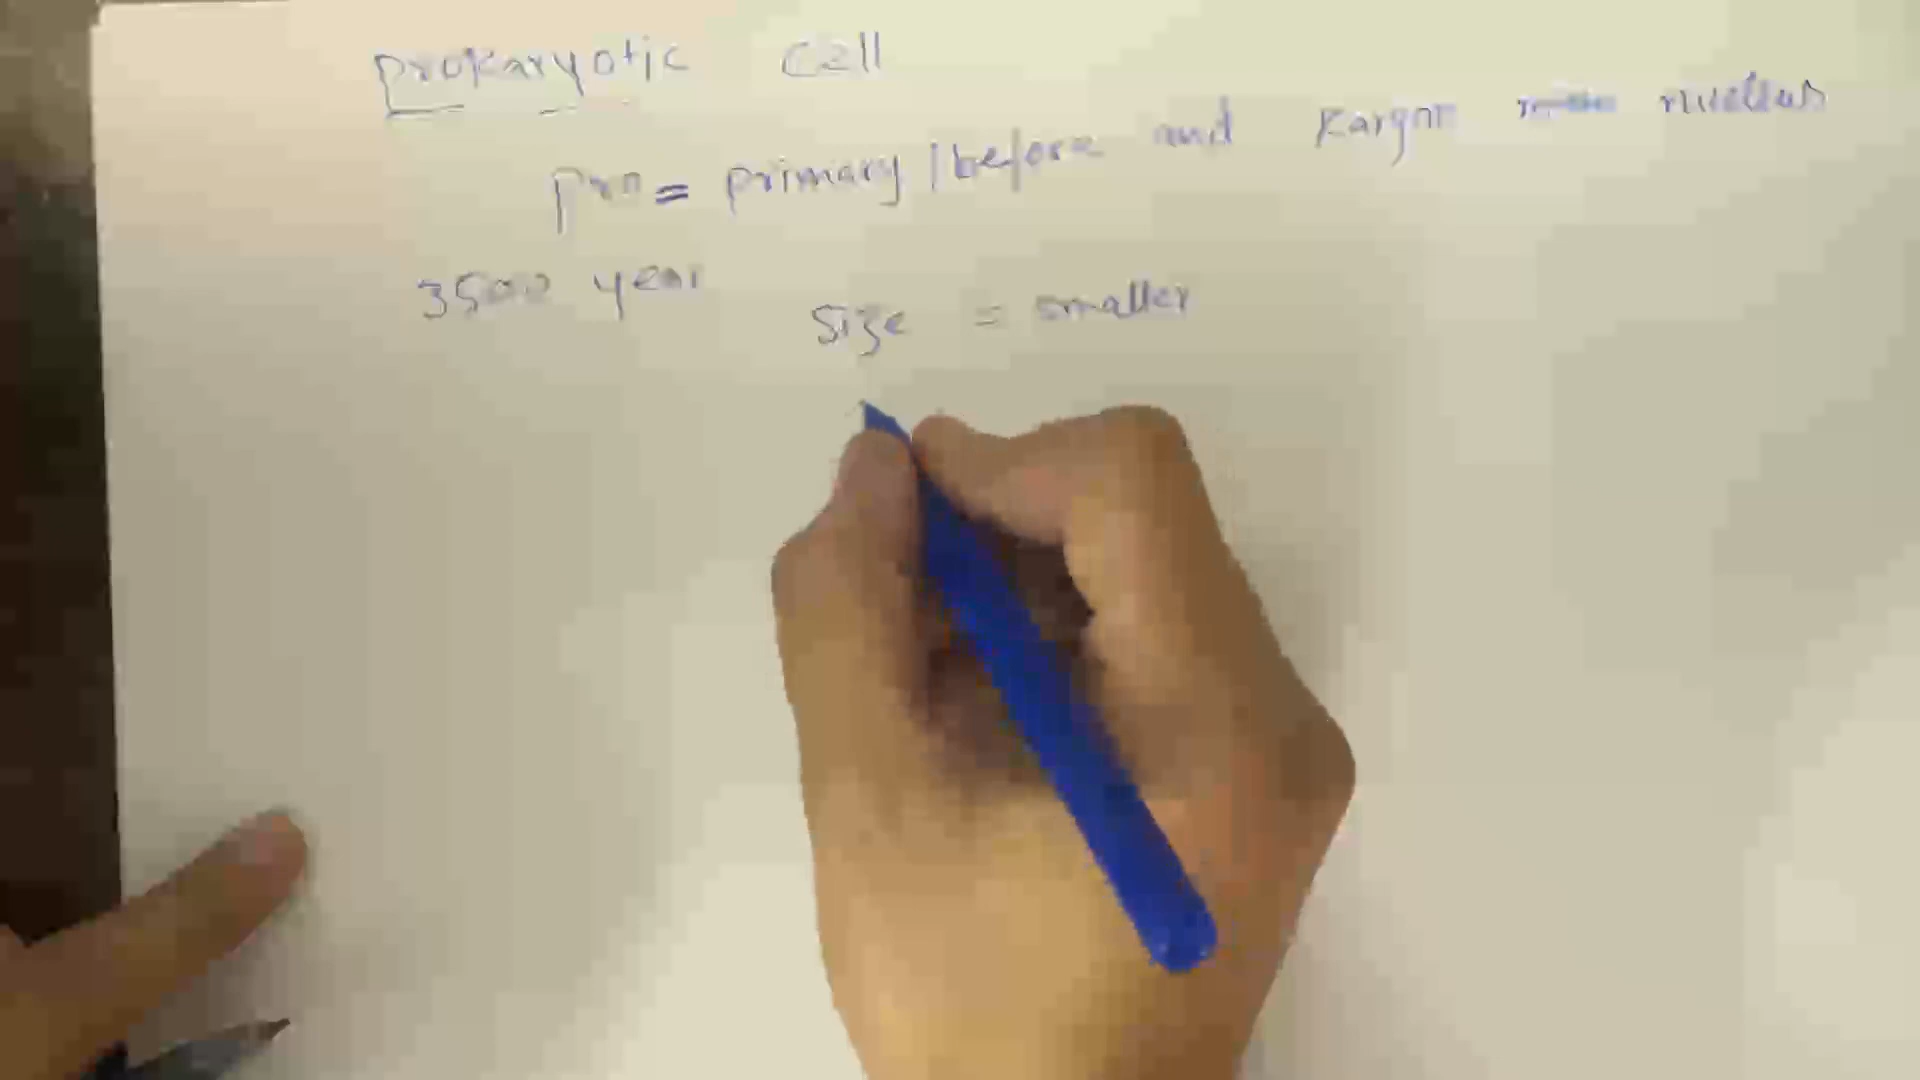 prokaryotic cell
pro = primary / before and Karyon nucleus
3500 year
size = smaller